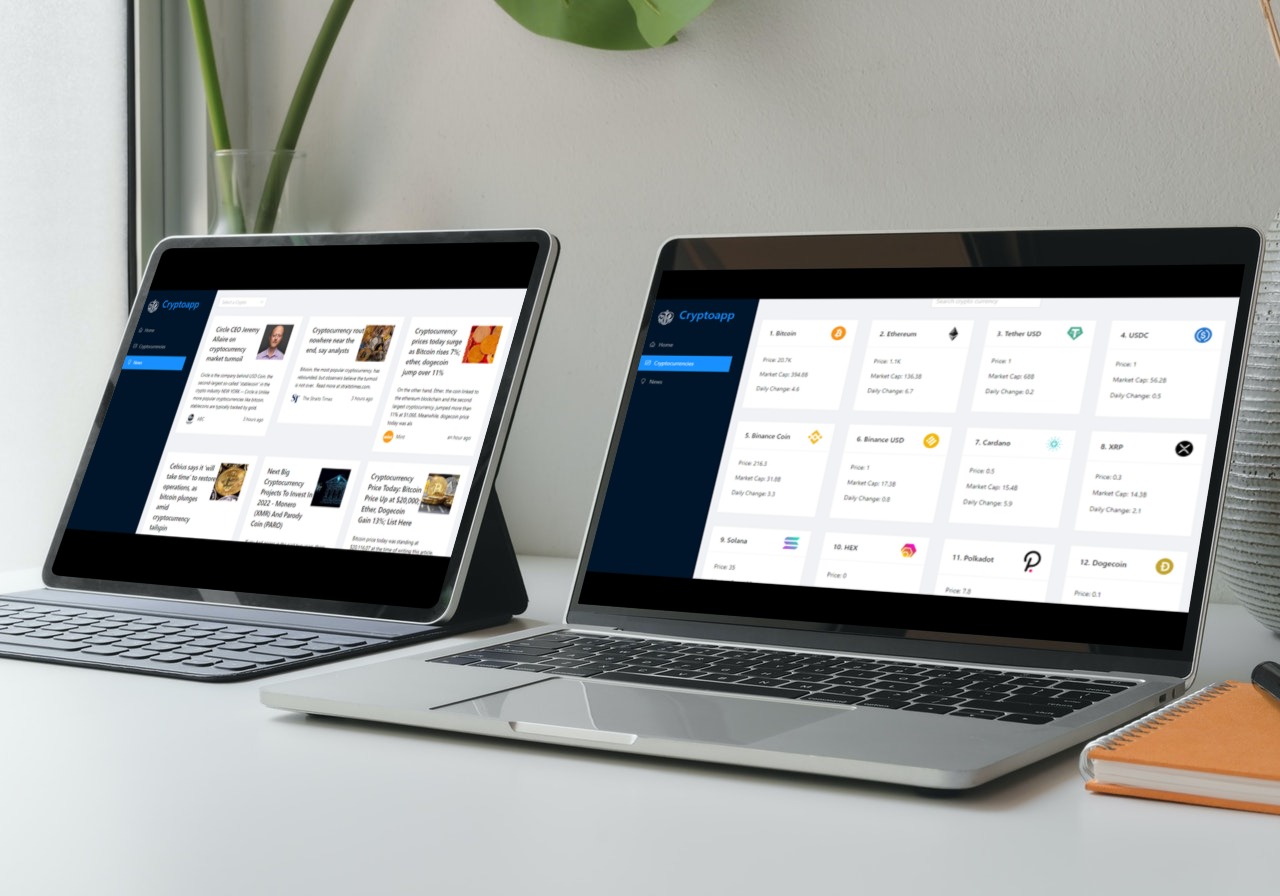 Cryptoapp
Select a Crypto
Home
Cryptocurrencies
News
Circle CEO Jeremy
Allaire on
cryptocurrency
market turmoil
Circle is the company behind USD Coin, the
second largest so-called "stablecoin" in the
crypto industry NEW YORK -- Circle is Unlike
more popular cryptocurrencies like bitcoin,
stablecoins are typically backed by gold.
ABC
3 hours ago
Cryptocurrency rout
nowhere near the
end, say analysts
Bitcoin, the most popular cryptocurrency, has
rebounded, but observers believe the turmoil
is not over. Read more at straitstimes.com.
The Straits Times
3 hours ago
Cryptocurrency
prices today surge
as Bitcoin rises 7%;
ether, dogecoin
jump over 11%
On the other hand, Ether, the coin linked to
the ethereum blockchain and the second
largest cryptocurrency, jumped more than
11% at $1,068. Meanwhile, dogecoin price
today was als
mint
Mint
an hour ago
Celsius says it 'will
take time' to restore
operations, as
bitcoin plunges
amid
cryptocurrency
tailspin
Next Big
Cryptocurrency
Projects To Invest In
2022 - Monero
(XMR) And Parody
Coin (PARO)
Cryptocurrency
Price Today: Bitcoin
Price Up at $20,000;
Ether, Dogecoin
Gain 13%; List Here
Bitcoin price today was standing at
at the time of writing this article
Cryptoapp
Home
Cryptocurrencies
News
Search crypto currency
1. Bitcoin
Price: 20.7K
Market Cap: 394.8B
Daily Change: 4.6
2. Ethereum
Price: 1.1K
Market Cap: 136.3B
Daily Change: 6.7
3. Tether USD
Price: 1
Market Cap: 68B
Daily Change: 0.2
4. USDC
Price: 1
Market Cap: 56.2B
Daily Change: 0.5
5. Binance Coin
Price: 216.3
Market Cap: 31.8B
Daily Change: 3.3
6. Binance USD
Price: 1
Market Cap: 17.3B
Daily Change: 0.8
7. Cardano
Price: 0.5
Market Cap: 15.4B
Daily Change: 5.9
8. XRP
Price: 0.3
Market Cap: 14.3B
Daily Change: 2.1
9. Solana
Price: 35
10. HEX
Price: 0
11. Polkadot
Price: 7.8
12. Dogecoin
Price: 0.1